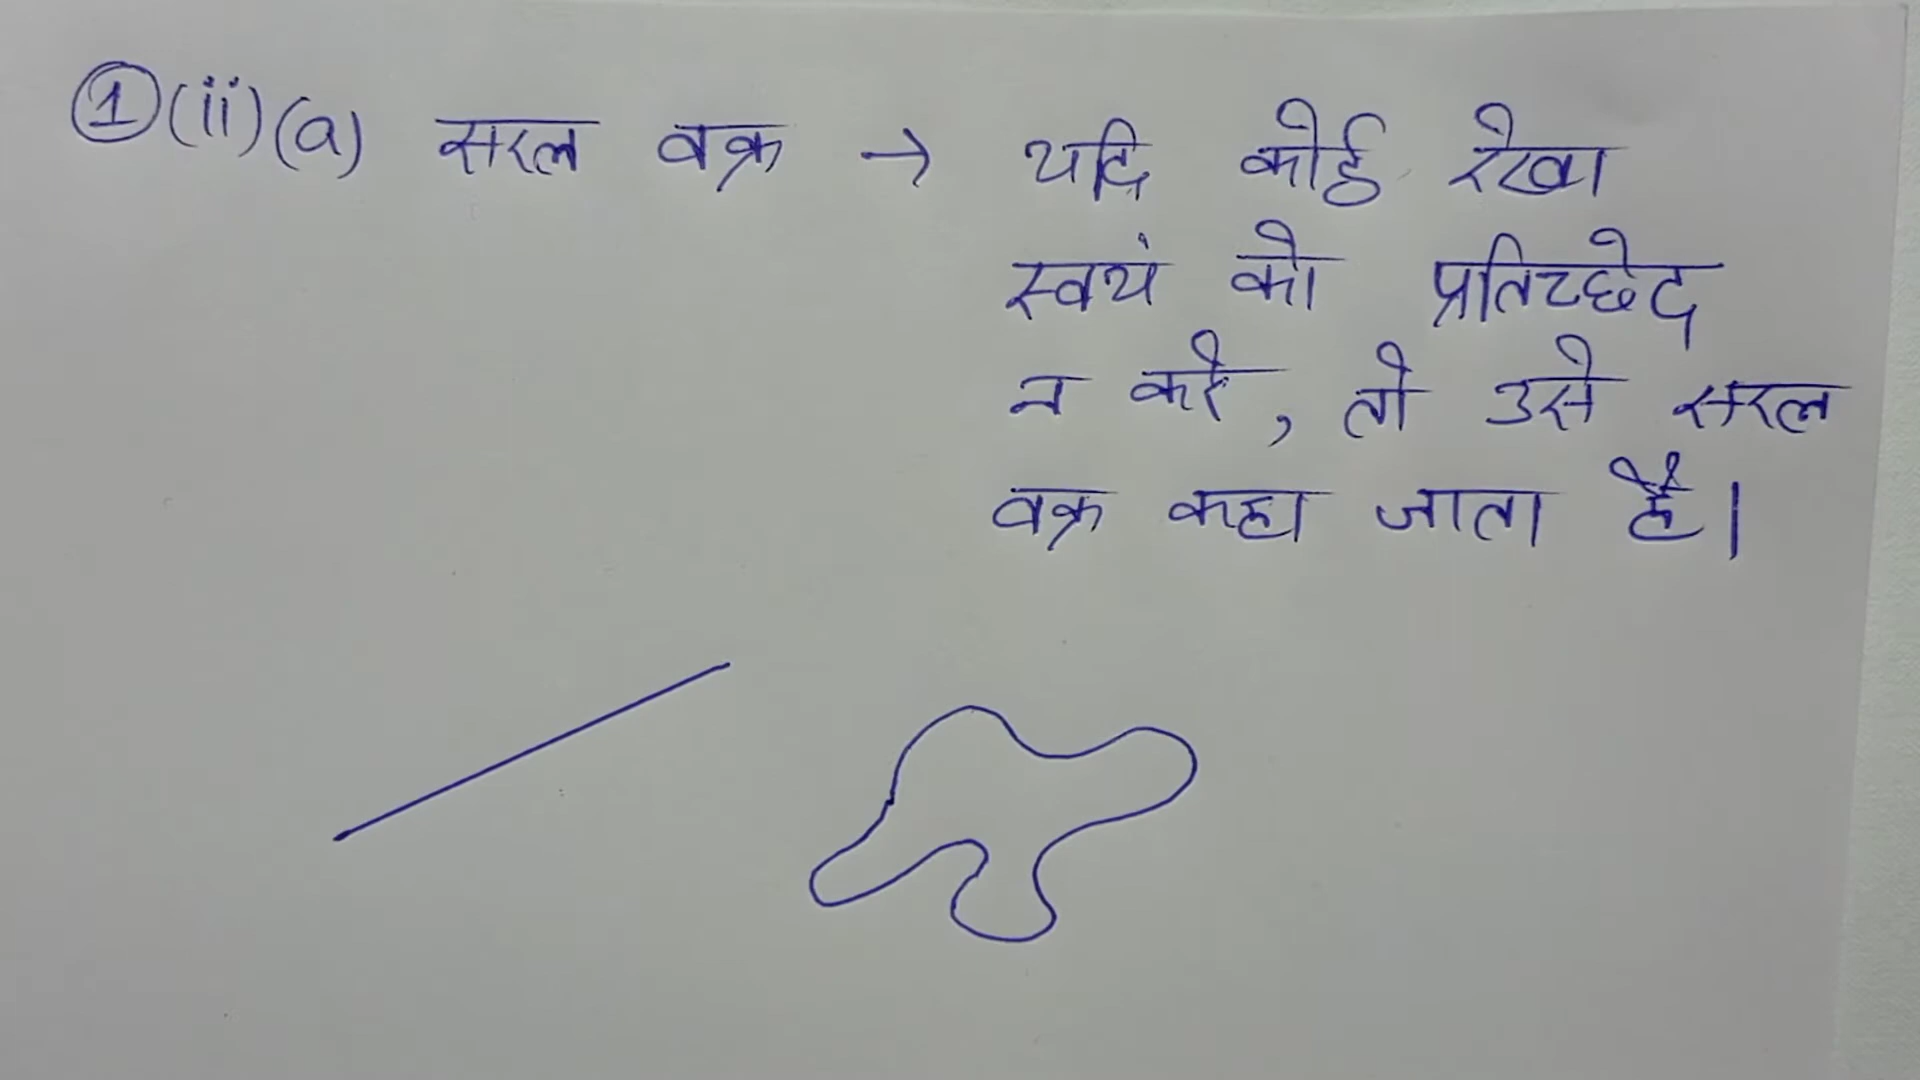 ① (ii) (a) सरल वक्र → यदि कोई रेखा
स्वयं को प्रतिच्छेद
न करे, तो उसे सरल
वक्र कहा जाता है।